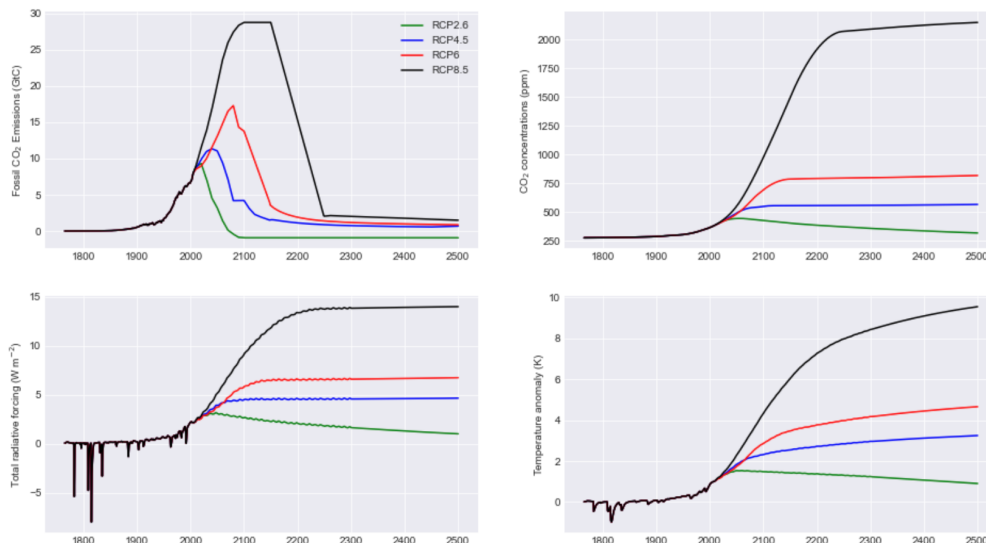 Fossil CO₂ Emissions (GtC)
30
25
20
15
10
5
0
1800 1900 2000 2100 2200 2300 2400 2500
RCP2.6
RCP4.5
RCP6
RCP8.5
CO₂ concentrations (ppm)
2000
1750
1500
1250
1000
750
500
250
1800 1900 2000 2100 2200 2300 2400 2500
Total radiative forcing (W m⁻²)
15
10
5
0
−5
1800 1900 2000 2100 2200 2300 2400 2500
Temperature anomaly (K)
10
8
6
4
2
0
1800 1900 2000 2100 2200 2300 2400 2500